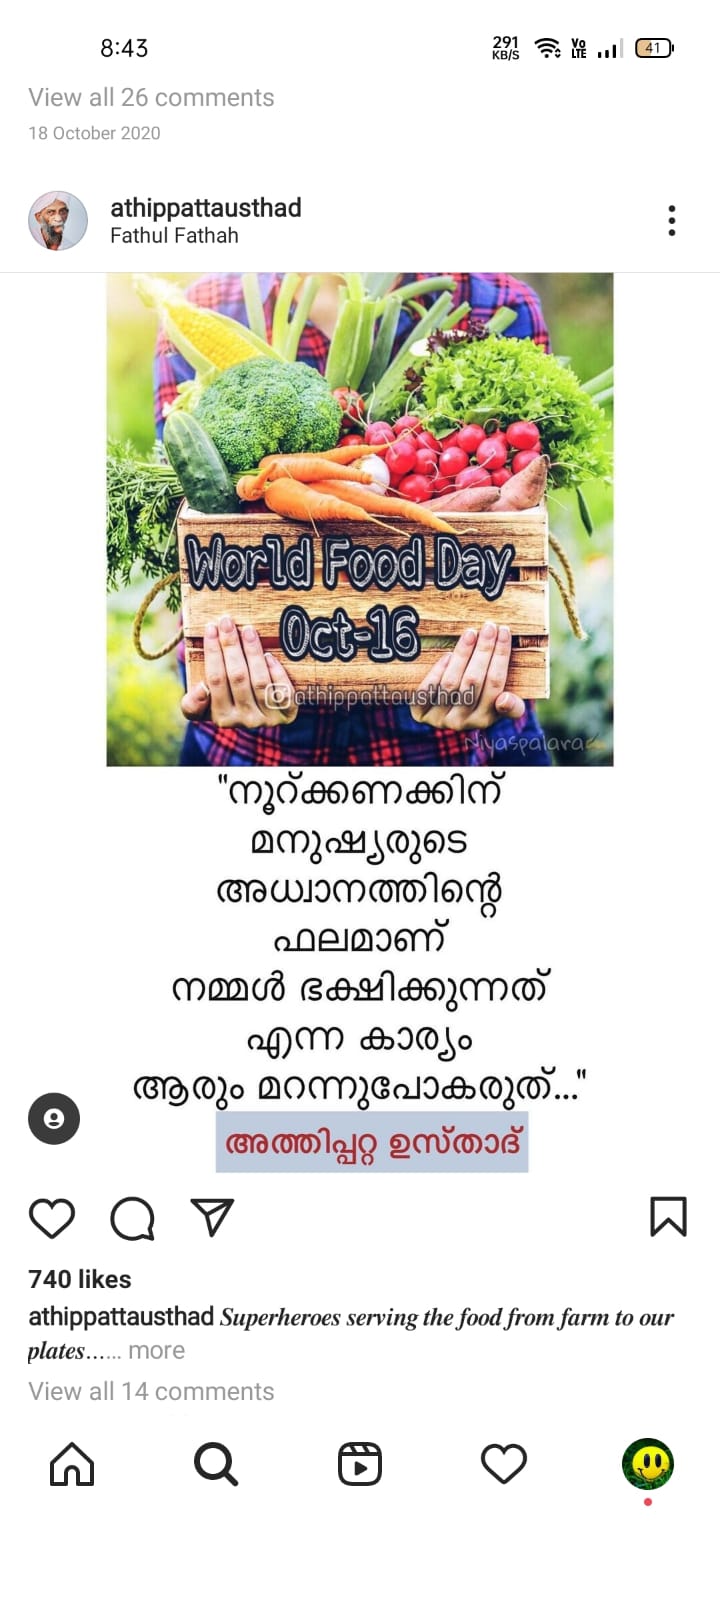 8:43
291 KB/S Vo LTE 41
View all 26 comments
18 October 2020
athippattausthad
Fathul Fathah
World Food Day
Oct-16
athippattausthad
Niyaspalara
"നൂറ്ക്കണക്കിന്
മനുഷ്യരുടെ
അധ്വാനത്തിന്റെ
ഫലമാണ്
നമ്മൾ ഭക്ഷിക്കുന്നത്
എന്ന കാര്യം
ആരും മറന്നുപോകരുത്..."
അത്തിപ്പറ്റ ഉസ്താദ്
740 likes
athippattausthad Superheroes serving the food from farm to our
plates...... more
View all 14 comments